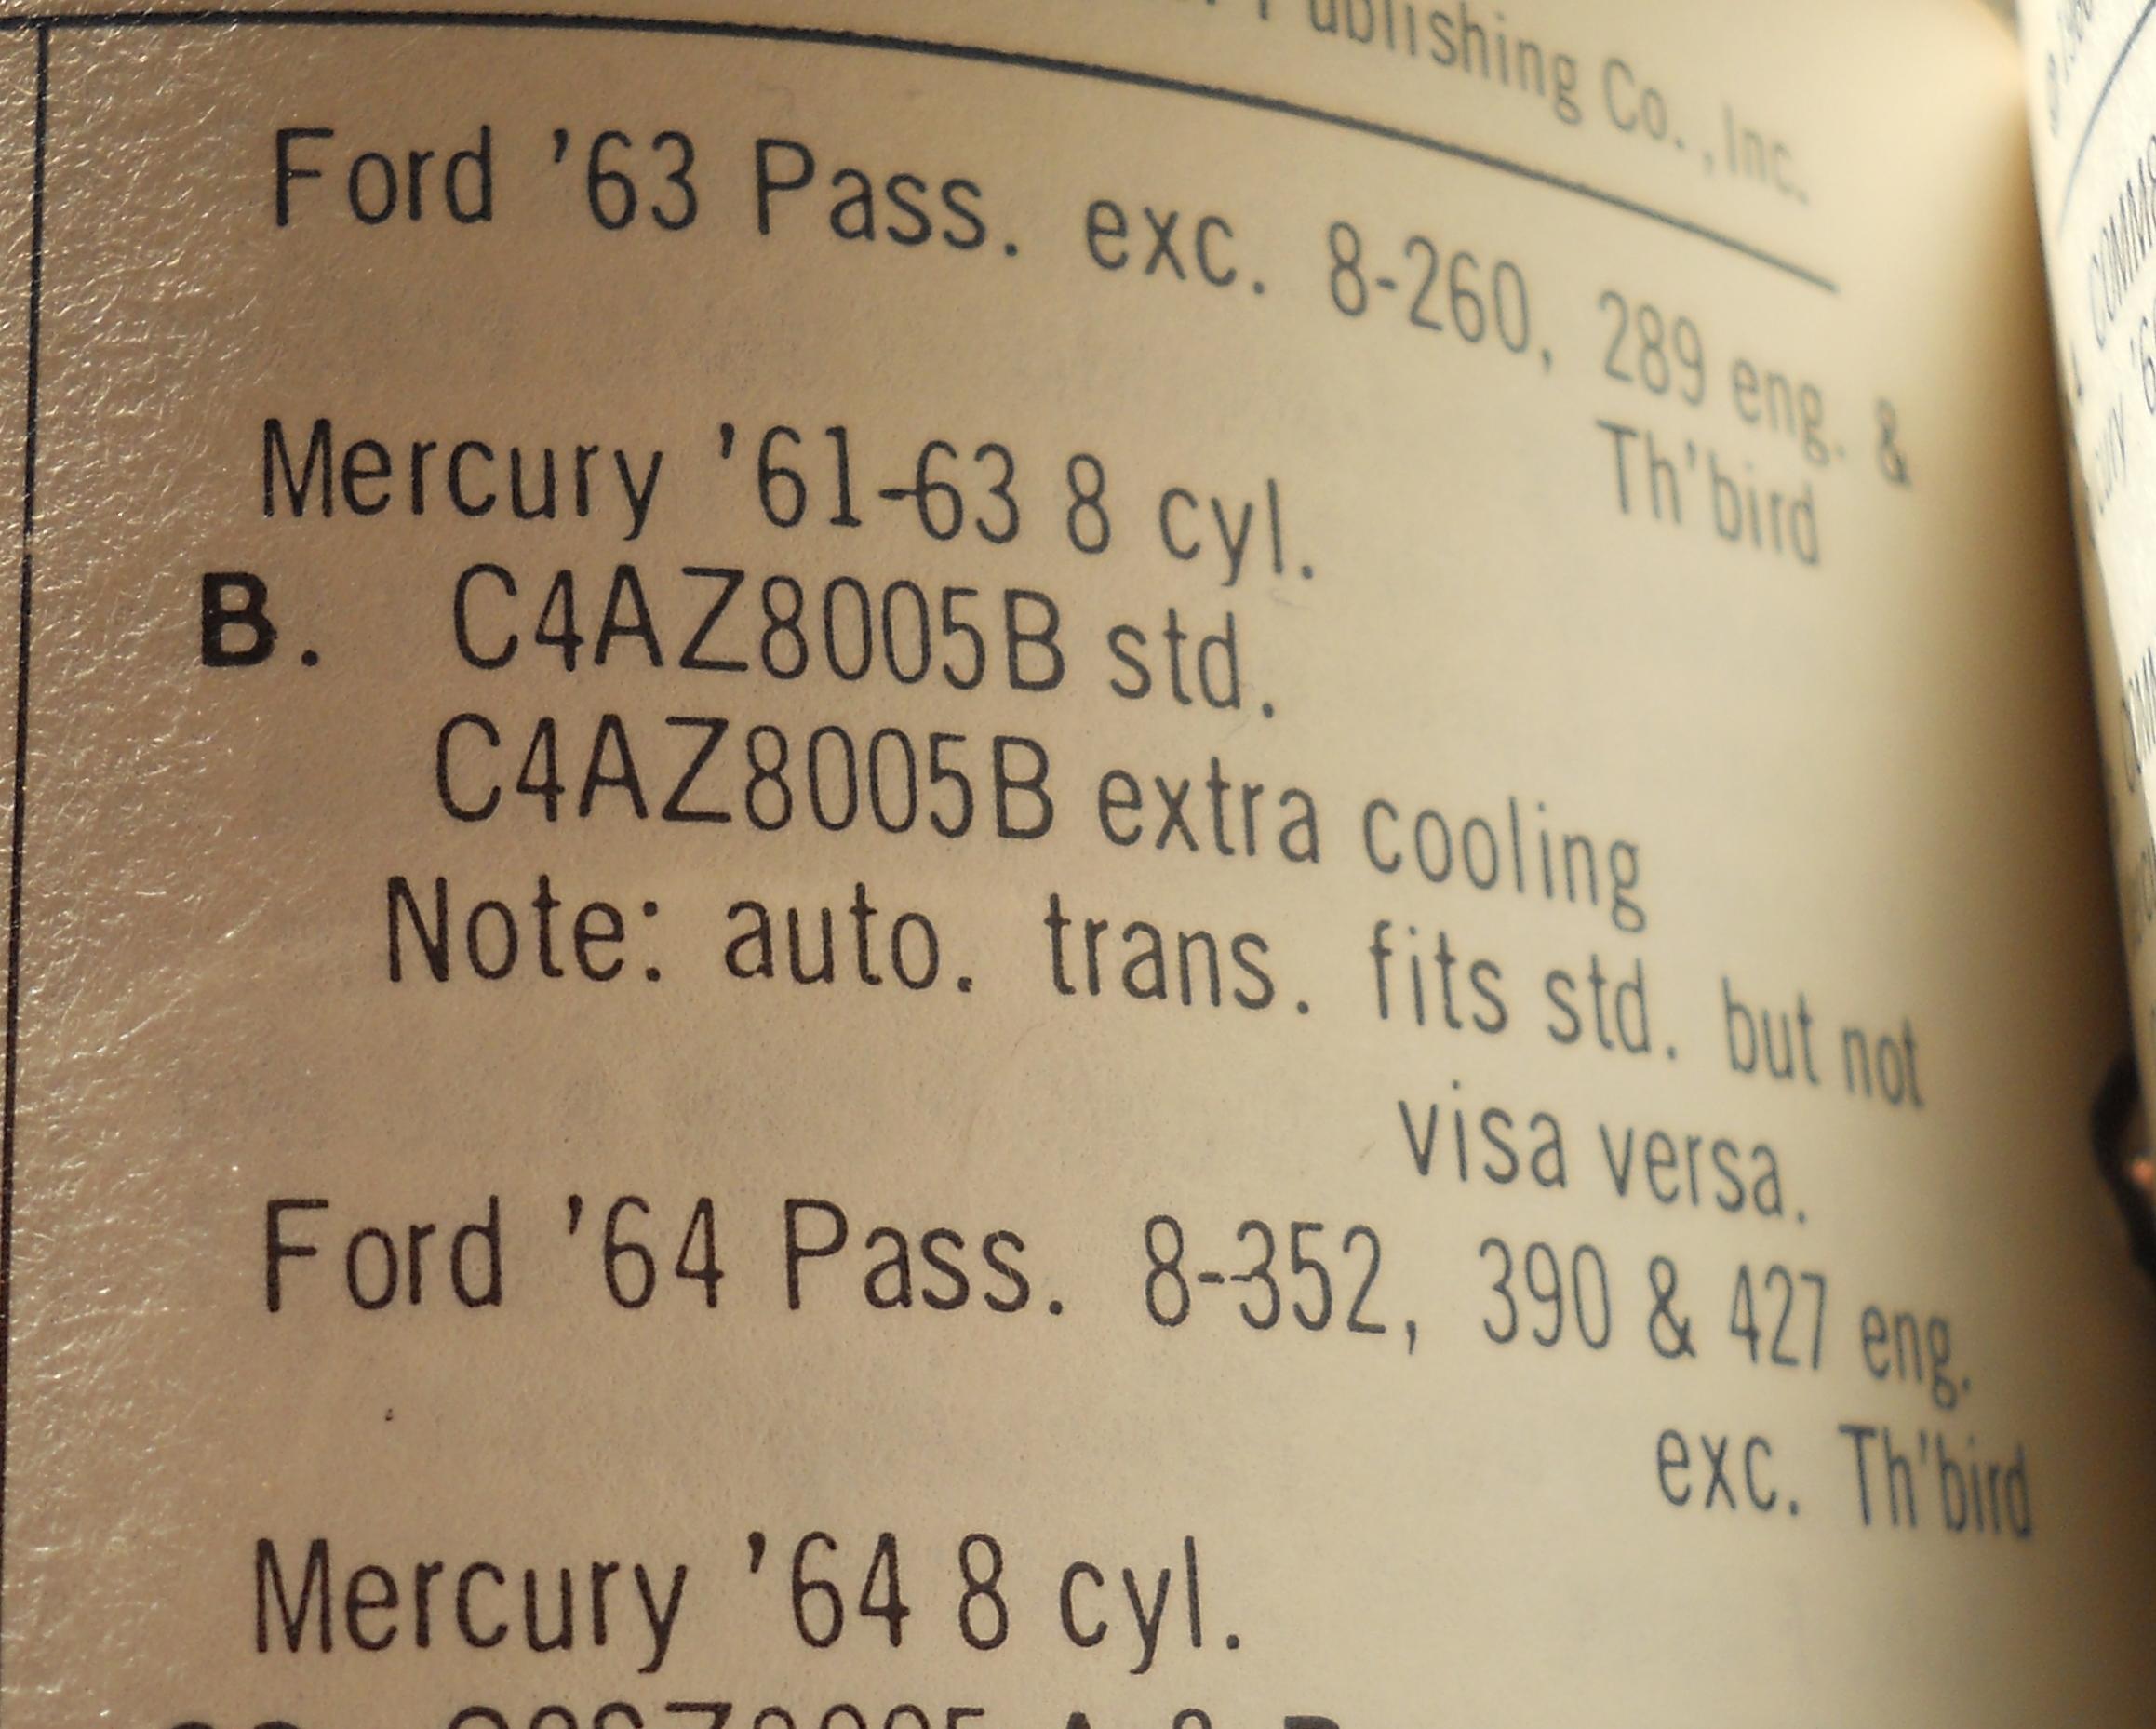 Publishing Co., Inc.
Ford '63 Pass. exc. 8-260, 289 eng. &
Th'bird
Mercury '61-63 8 cyl.
B. C4AZ8005B std.
C4AZ8005B extra cooling
Note: auto. trans. fits std. but not
visa versa.
Ford '64 Pass. 8-352, 390 & 427 eng.
exc. Th'bird
Mercury '64 8 cyl.